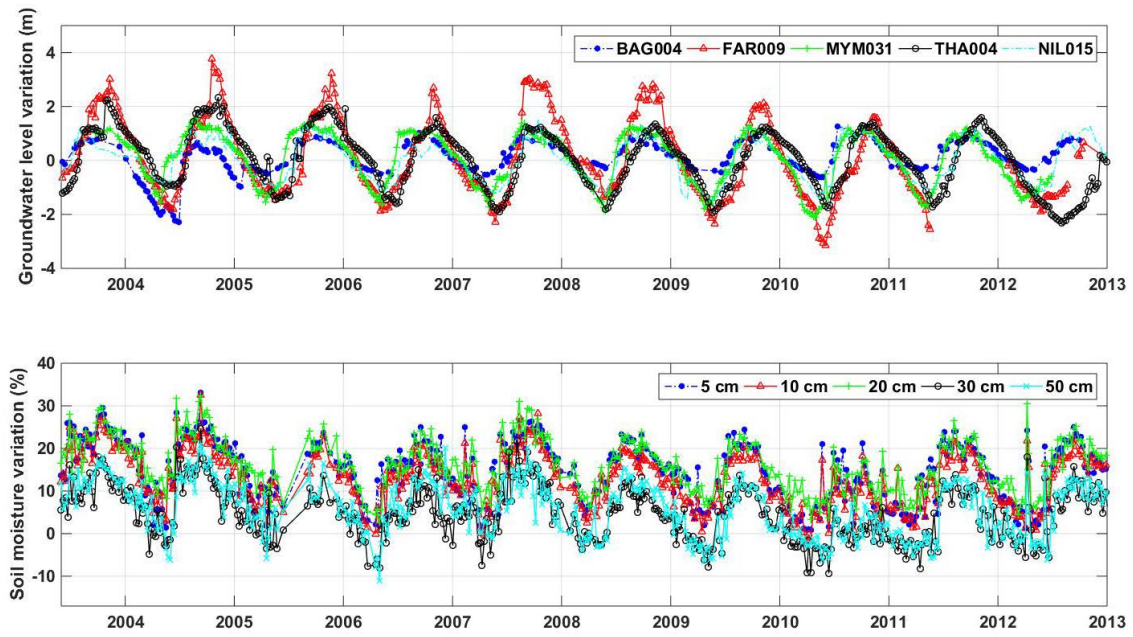 Groundwater level variation (m)
4
2
0
-2
-4
BAG004 FAR009 MYM031 THA004 NIL015
2004 2005 2006 2007 2008 2009 2010 2011 2012 2013
Soil moisture variation (%)
40
30
20
10
0
-10
5 cm 10 cm 20 cm 30 cm 50 cm
2004 2005 2006 2007 2008 2009 2010 2011 2012 2013